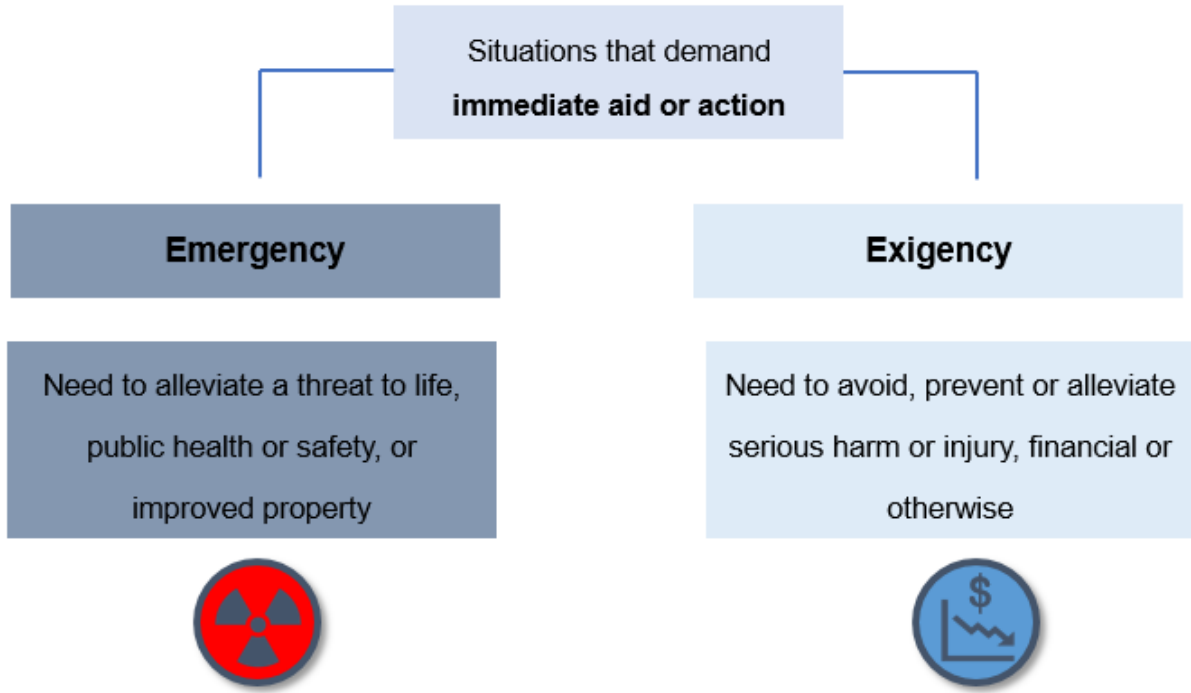 Situations that demand
immediate aid or action
Emergency
Exigency
Need to alleviate a threat to life,
public health or safety, or
improved property
Need to avoid, prevent or alleviate
serious harm or injury, financial or
otherwise
$